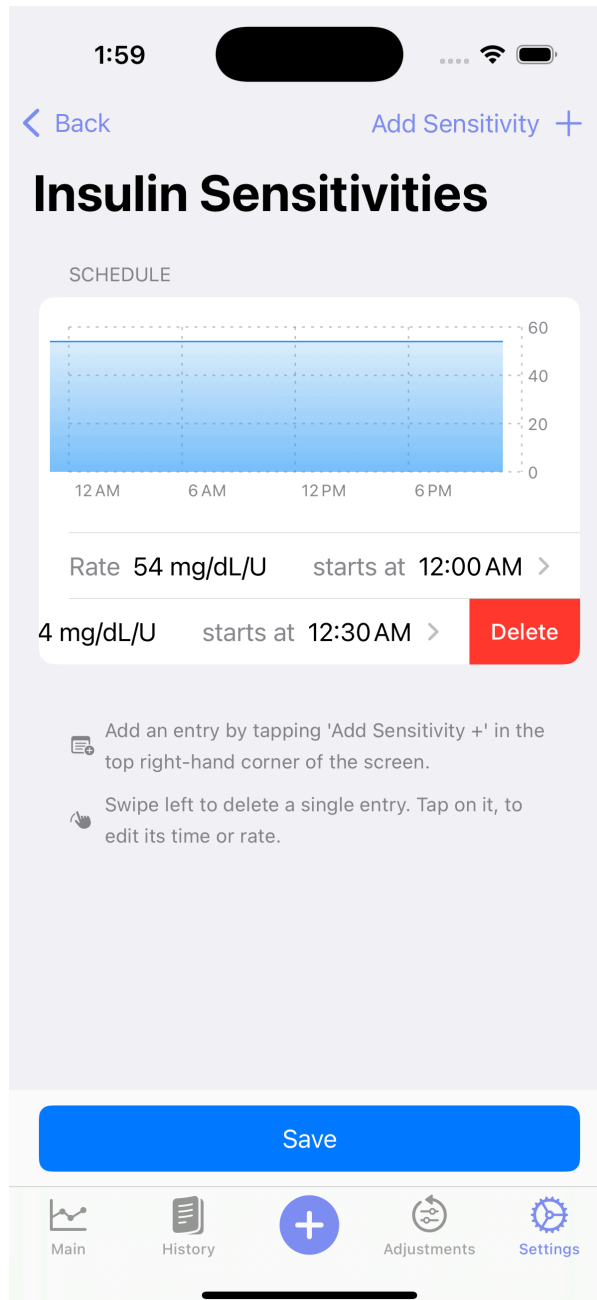 1:59
Back
Add Sensitivity +
Insulin Sensitivities
SCHEDULE
60
40
20
0
12 AM 6 AM 12 PM 6 PM
Rate 54 mg/dL/U starts at 12:00 AM
4 mg/dL/U starts at 12:30 AM Delete
Add an entry by tapping 'Add Sensitivity +' in the
top right-hand corner of the screen.
Swipe left to delete a single entry. Tap on it, to
edit its time or rate.
Save
Main History Adjustments Settings